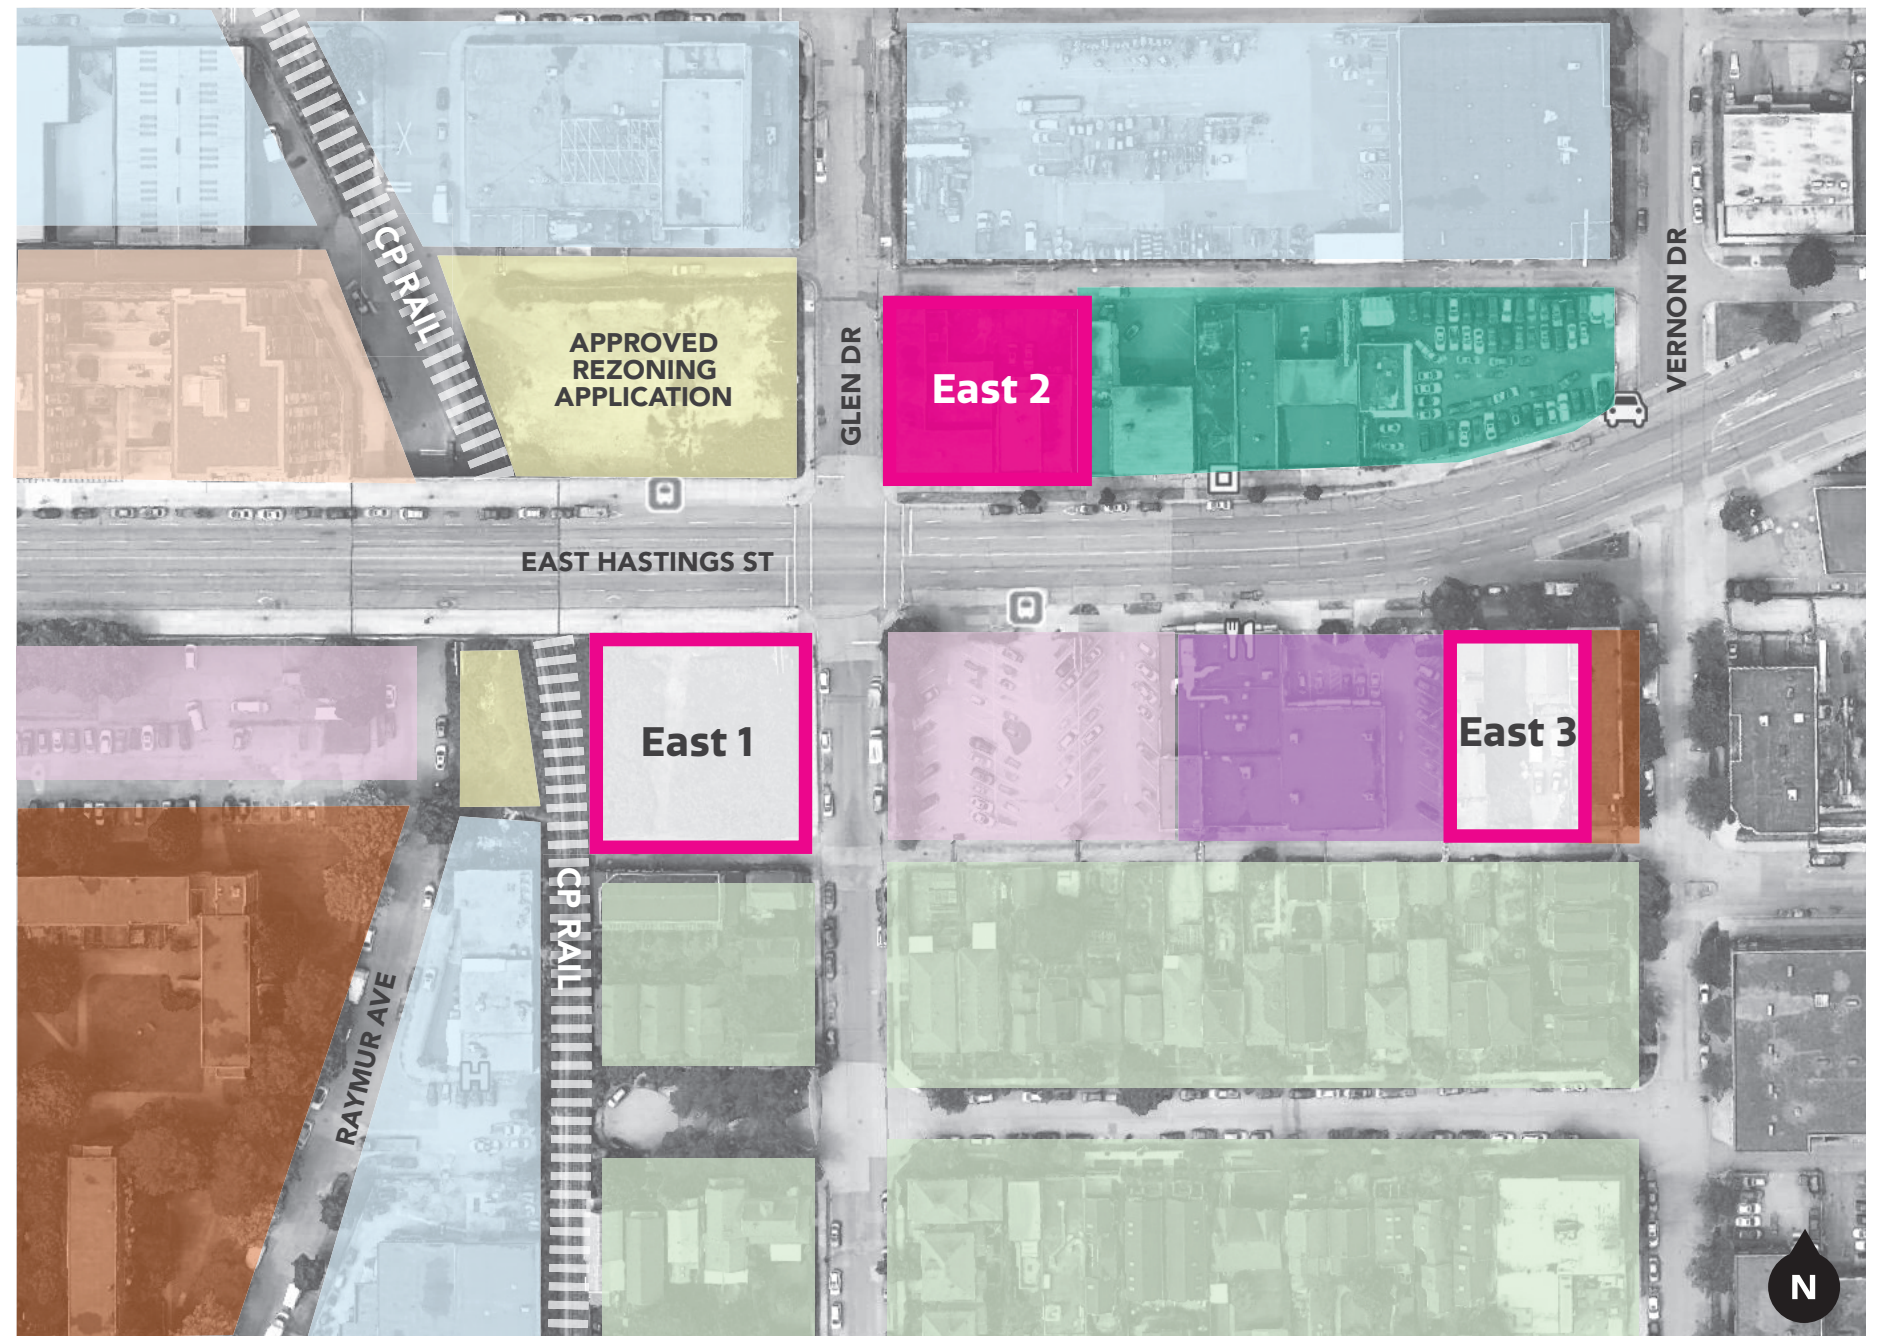 CP RAIL
APPROVED
REZONING
APPLICATION
GLEN DR
East 2
VERNON DR
EAST HASTINGS ST
East 1
East 3
CP RAIL
RAYMUR AVE
N